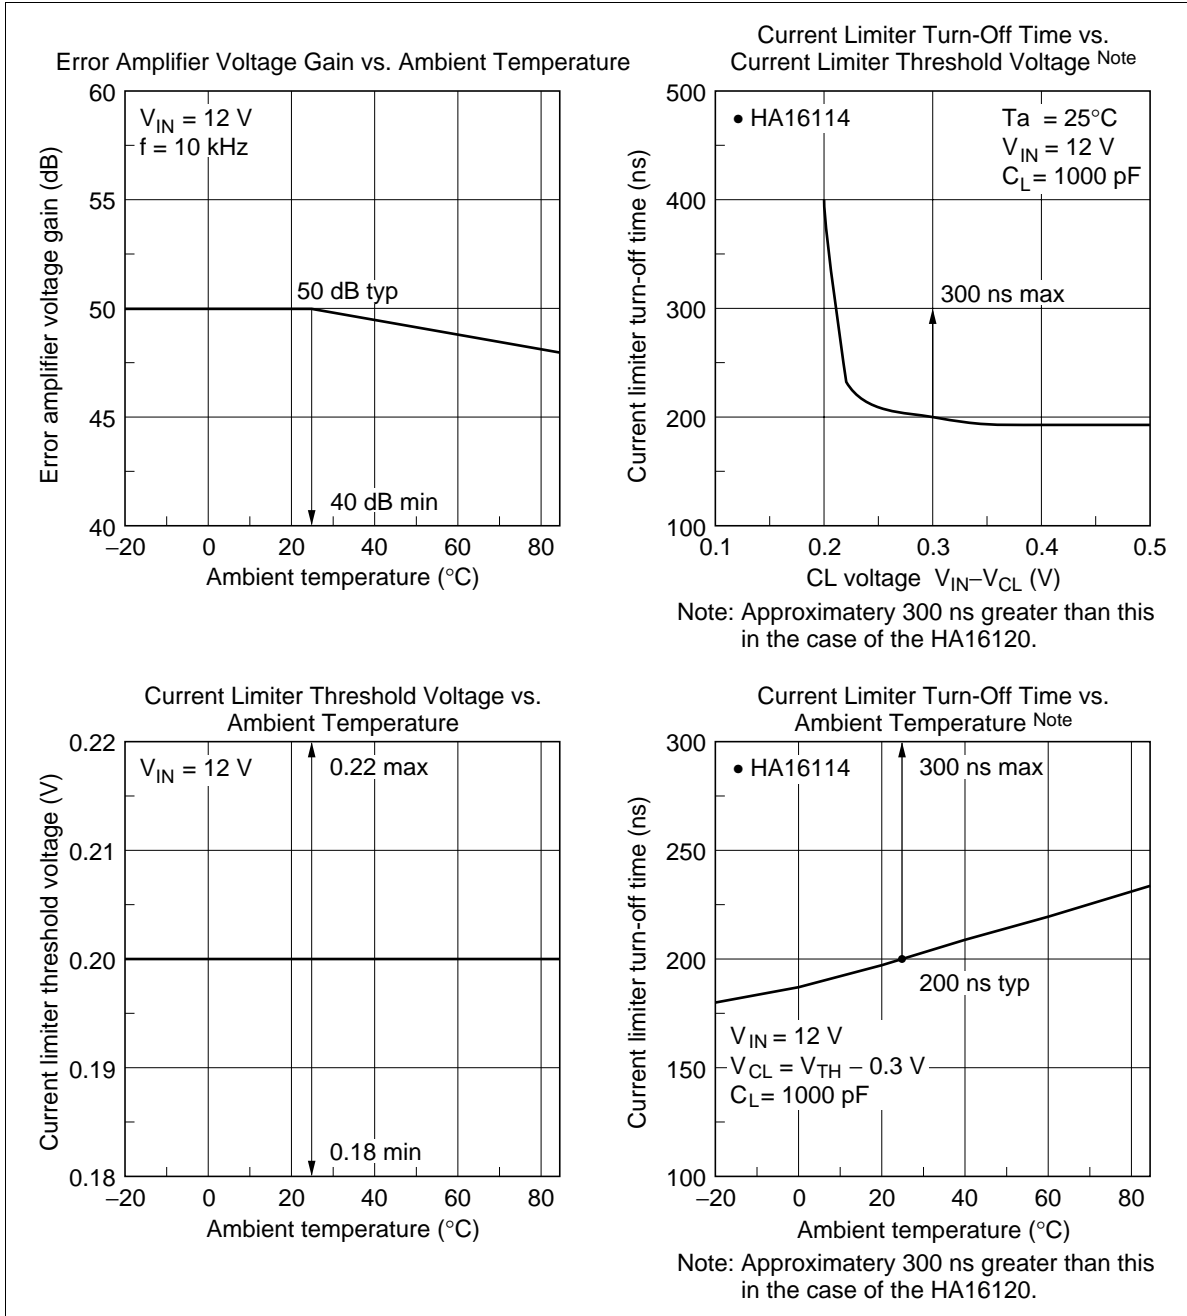 Error Amplifier Voltage Gain vs. Ambient Temperature
60
55
50
45
40
Error amplifier voltage gain (dB)
V_IN = 12 V
f = 10 kHz
50 dB typ
40 dB min
−20 0 20 40 60 80
Ambient temperature (°C)
Current Limiter Turn-Off Time vs.
Current Limiter Threshold Voltage Note
500
400
300
200
100
Current limiter turn-off time (ns)
• HA16114
Ta = 25°C
V_IN = 12 V
C_L = 1000 pF
300 ns max
0.1 0.2 0.3 0.4 0.5
CL voltage V_IN−V_CL (V)
Note: Approximatery 300 ns greater than this
in the case of the HA16120.
Current Limiter Threshold Voltage vs.
Ambient Temperature
0.22
0.21
0.20
0.19
0.18
Current limiter threshold voltage (V)
V_IN = 12 V
0.22 max
0.18 min
−20 0 20 40 60 80
Ambient temperature (°C)
Current Limiter Turn-Off Time vs.
Ambient Temperature Note
300
250
200
150
100
Current limiter turn-off time (ns)
• HA16114
300 ns max
200 ns typ
V_IN = 12 V
V_CL = V_TH − 0.3 V
C_L = 1000 pF
−20 0 20 40 60 80
Ambient temperature (°C)
Note: Approximatery 300 ns greater than this
in the case of the HA16120.